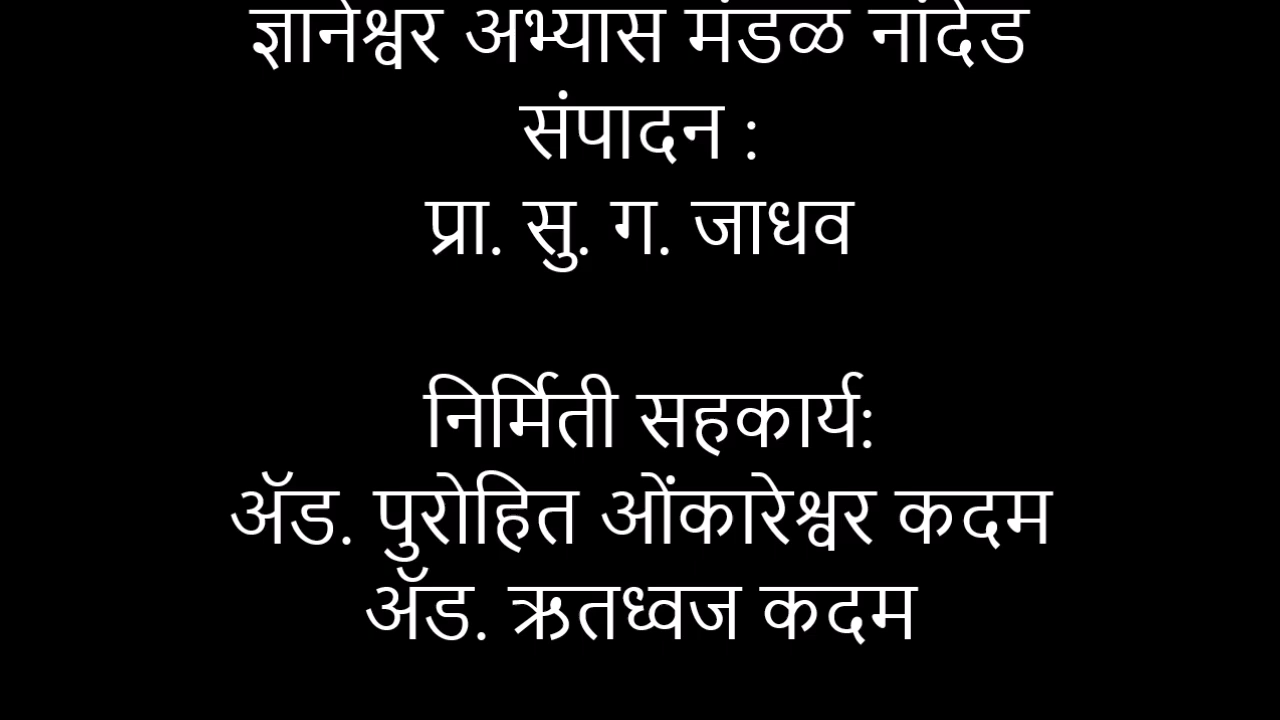 ज्ञानेश्वर अभ्यास मंडळ नांदेड
संपादन :
प्रा. सु. ग. जाधव
निर्मिती सहकार्य:
ॲड. पुरोहित ओंकारेश्वर कदम
ॲड. ऋतध्वज कदम